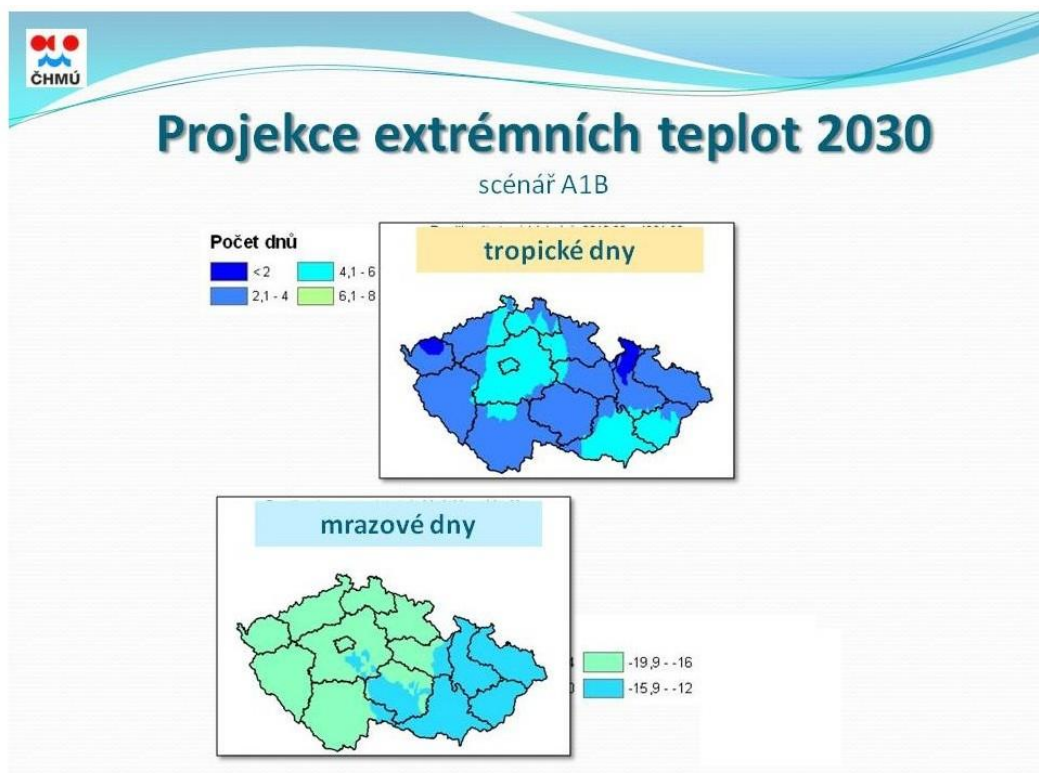 ČHMÚ
Projekce extrémních teplot 2030
scénář A1B
Počet dnů
< 2
4,1 - 6
2,1 - 4
6,1 - 8
tropické dny
mrazové dny
-19,9 - -16
-15,9 - -12